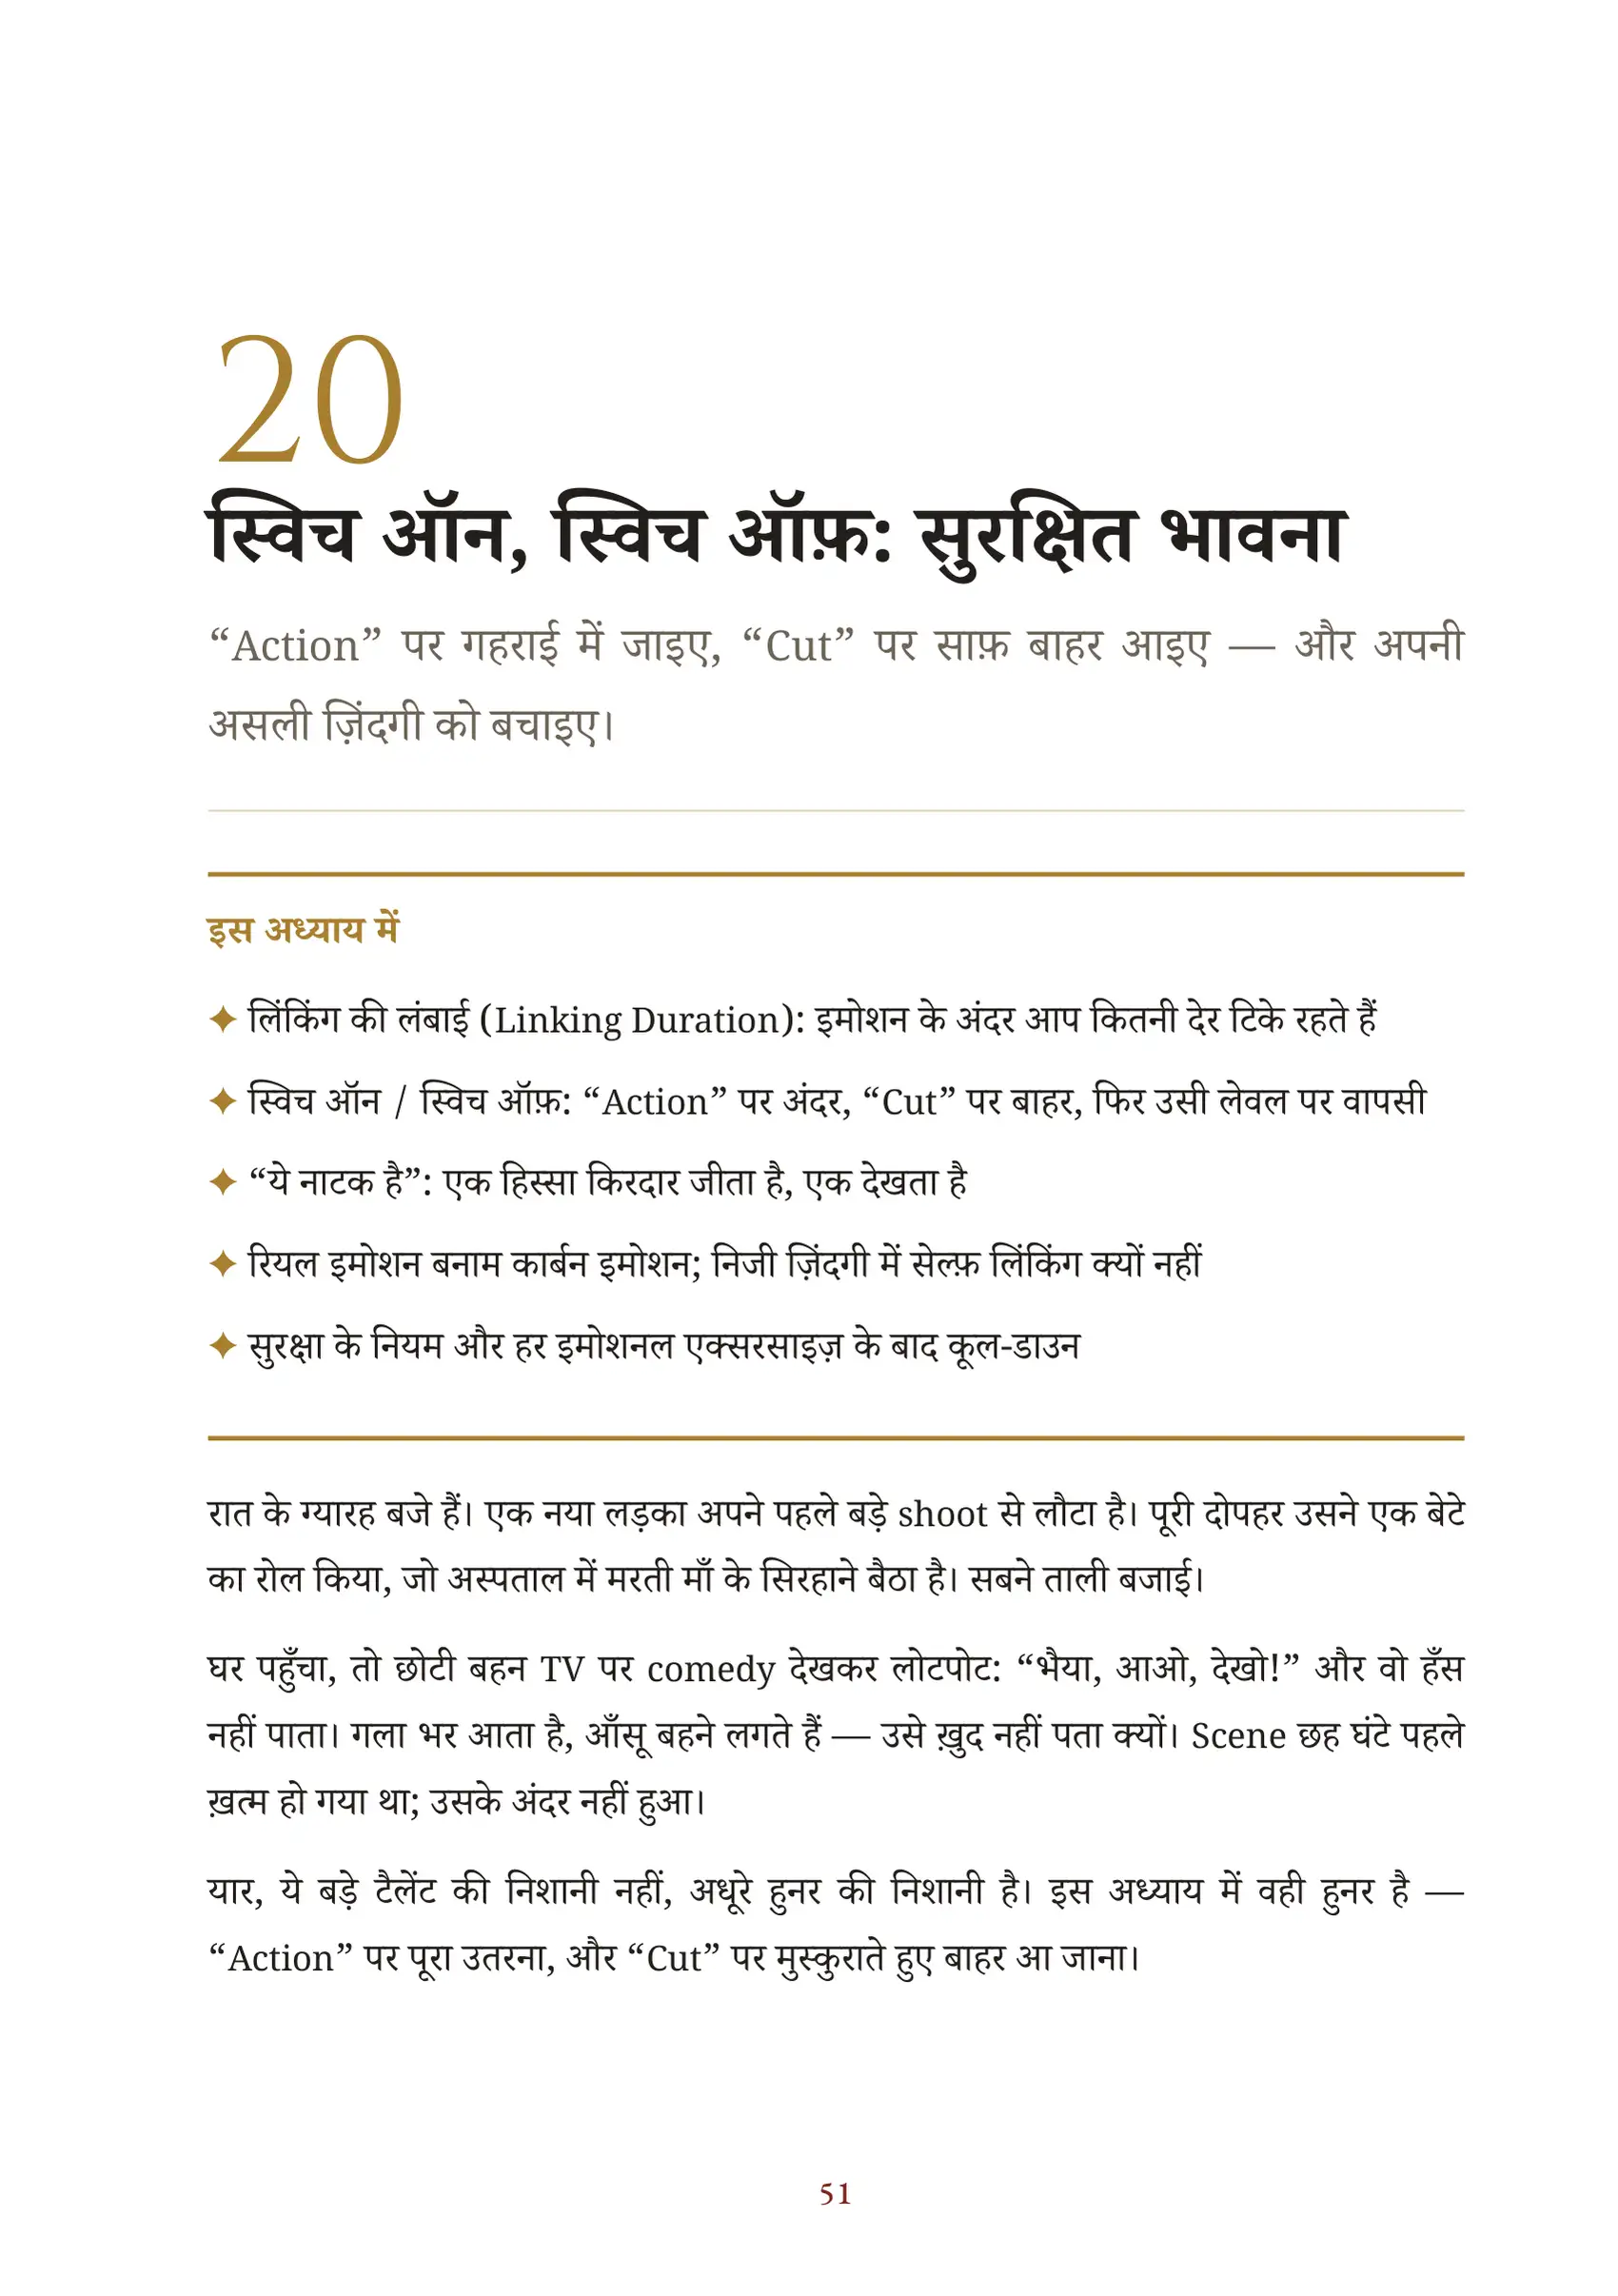 20
स्विच ऑन, स्विच ऑफ़: सुरक्षित भावना
“Action” पर गहराई में जाइए, “Cut” पर साफ़ बाहर आइए — और अपनी
असली ज़िंदगी को बचाइए।
इस अध्याय में
✦ लिंकिंग की लंबाई (Linking Duration): इमोशन के अंदर आप कितनी देर टिके रहते हैं
✦ स्विच ऑन / स्विच ऑफ़: “Action” पर अंदर, “Cut” पर बाहर, फिर उसी लेवल पर वापसी
✦ “ये नाटक है”: एक हिस्सा किरदार जीता है, एक देखता है
✦ रियल इमोशन बनाम कार्बन इमोशन; निजी ज़िंदगी में सेल्फ़ लिंकिंग क्यों नहीं
✦ सुरक्षा के नियम और हर इमोशनल एक्सरसाइज़ के बाद कूल-डाउन
रात के ग्यारह बजे हैं। एक नया लड़का अपने पहले बड़े shoot से लौटा है। पूरी दोपहर उसने एक बेटे
का रोल किया, जो अस्पताल में मरती माँ के सिरहाने बैठा है। सबने ताली बजाई।
घर पहुँचा, तो छोटी बहन TV पर comedy देखकर लोटपोट: “भैया, आओ, देखो!” और वो हँस
नहीं पाता। गला भर आता है, आँसू बहने लगते हैं — उसे ख़ुद नहीं पता क्यों। Scene छह घंटे पहले
ख़त्म हो गया था; उसके अंदर नहीं हुआ।
यार, ये बड़े टैलेंट की निशानी नहीं, अधूरे हुनर की निशानी है। इस अध्याय में वही हुनर है —
“Action” पर पूरा उतरना, और “Cut” पर मुस्कुराते हुए बाहर आ जाना।
51